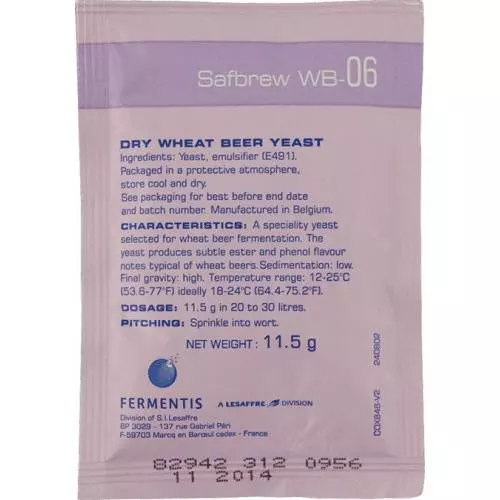 Safbrew WB-06
DRY WHEAT BEER YEAST
Ingredients: Yeast, emulsifier (E491).
Packaged in a protective atmosphere,
store cool and dry.
See packaging for best before end date
and batch number. Manufactured in Belgium.
CHARACTERISTICS: A speciality yeast
selected for wheat beer fermentation. The
yeast produces subtle ester and phenol flavour
notes typical of wheat beers.Sedimentation: low.
Final gravity: high. Temperature range: 12-25°C
(53.6-77°F) ideally 18-24°C (64.4-75.2°F).
DOSAGE: 11.5 g in 20 to 30 litres.
PITCHING: Sprinkle into wort.
NET WEIGHT : 11.5 g
FERMENTIS
A LESAFFRE DIVISION
Division of S.I.Lesaffre
BP 3029 - 137 rue Gabriel Péri
F-59703 Marcq en Barœul cedex - France
CDX846-V2 240802
82942 312 0956
11 2014